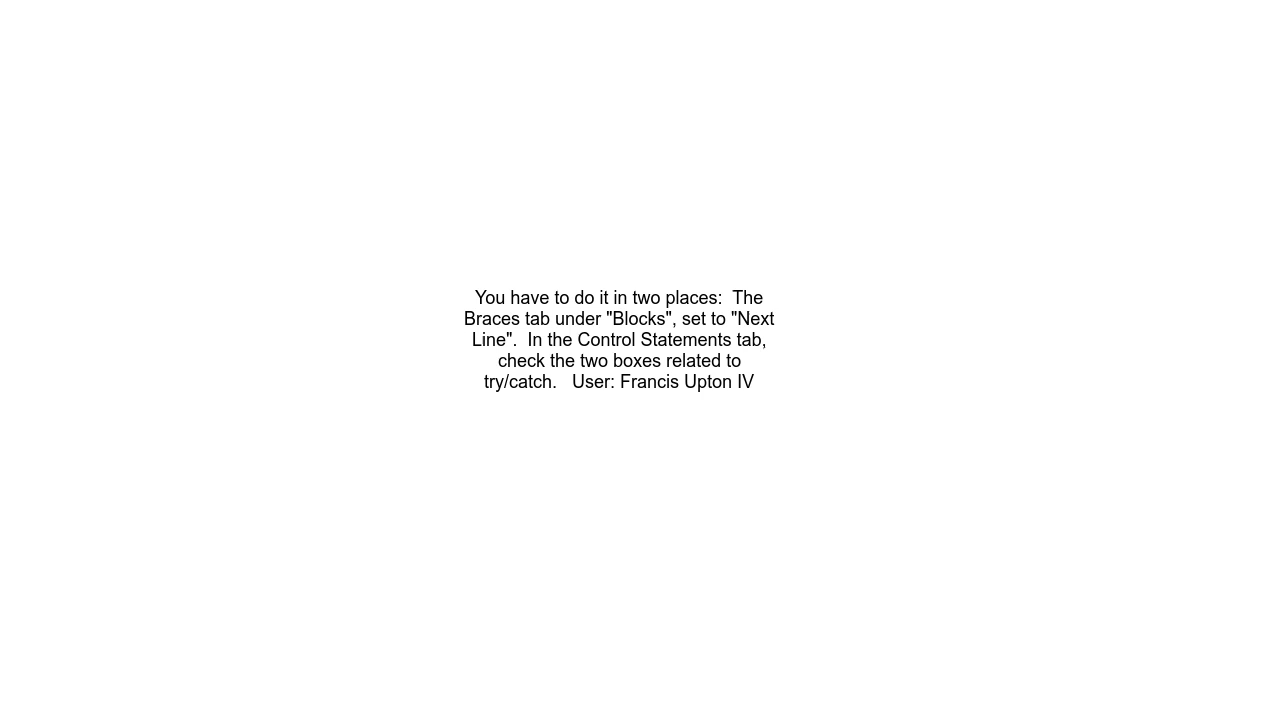 You have to do it in two places:  The
Braces tab under "Blocks", set to "Next
Line".  In the Control Statements tab,
check the two boxes related to
try/catch.   User: Francis Upton IV